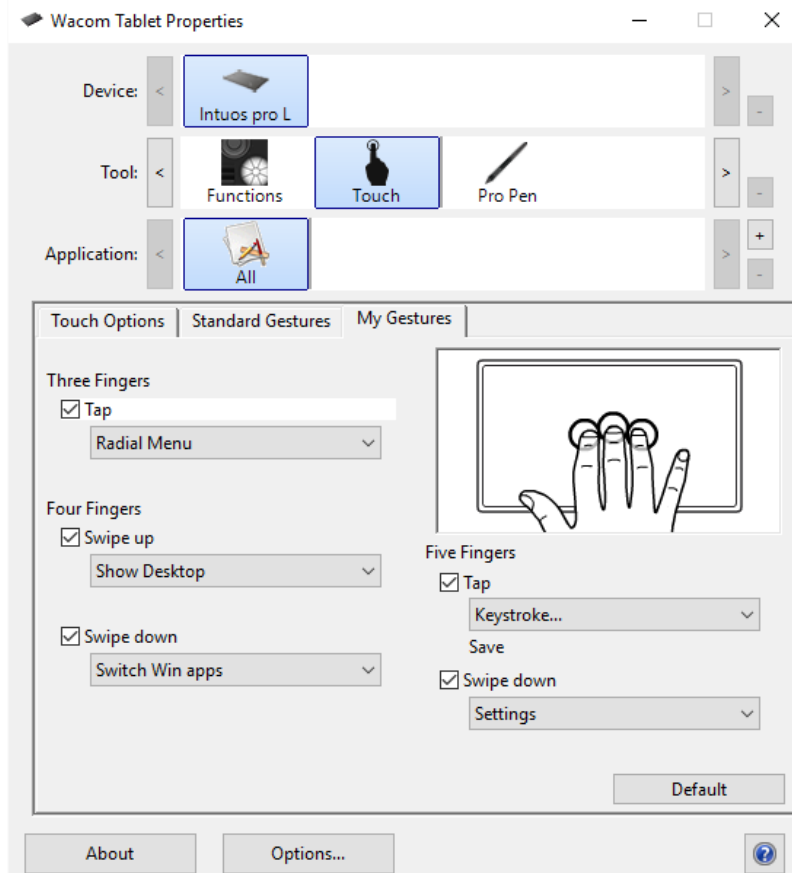 Wacom Tablet Properties
Device:
<
Intuos pro L
>
-
Tool:
<
Functions
Touch
Pro Pen
>
-
Application:
<
All
>
+
-
Touch Options
Standard Gestures
My Gestures
Three Fingers
Tap
Radial Menu
Four Fingers
Swipe up
Show Desktop
Swipe down
Switch Win apps
Five Fingers
Tap
Keystroke...
Save
Swipe down
Settings
Default
About
Options...
?